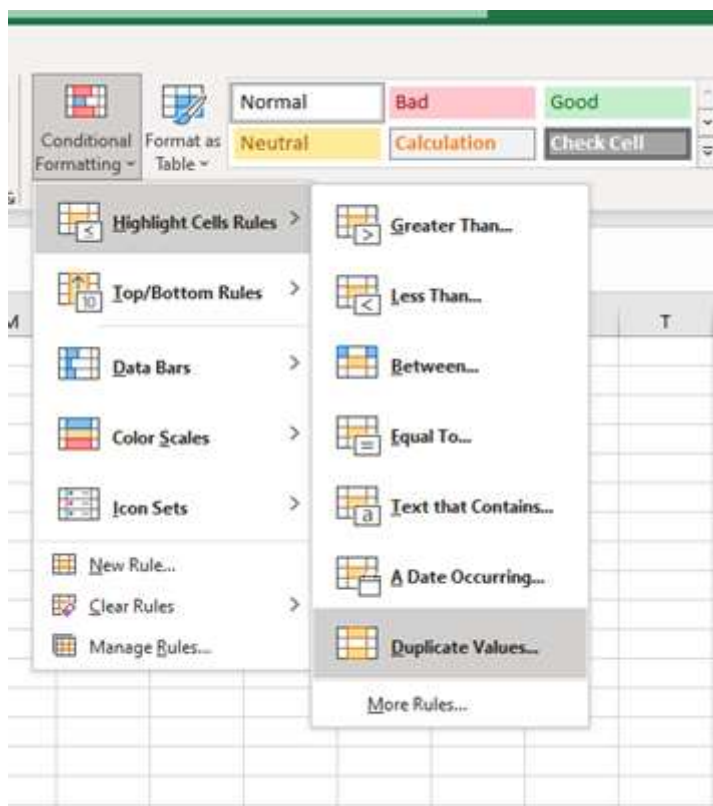 Normal
Bad
Good
Conditional Formatting
Format as Table
Neutral
Calculation
Check Cell
Highlight Cells Rules
Greater Than...
Top/Bottom Rules
10
Less Than...
T
Data Bars
Between...
Color Scales
Equal To...
Icon Sets
Text that Contains...
a
New Rule...
A Date Occurring...
Clear Rules
Manage Rules...
Duplicate Values...
More Rules...